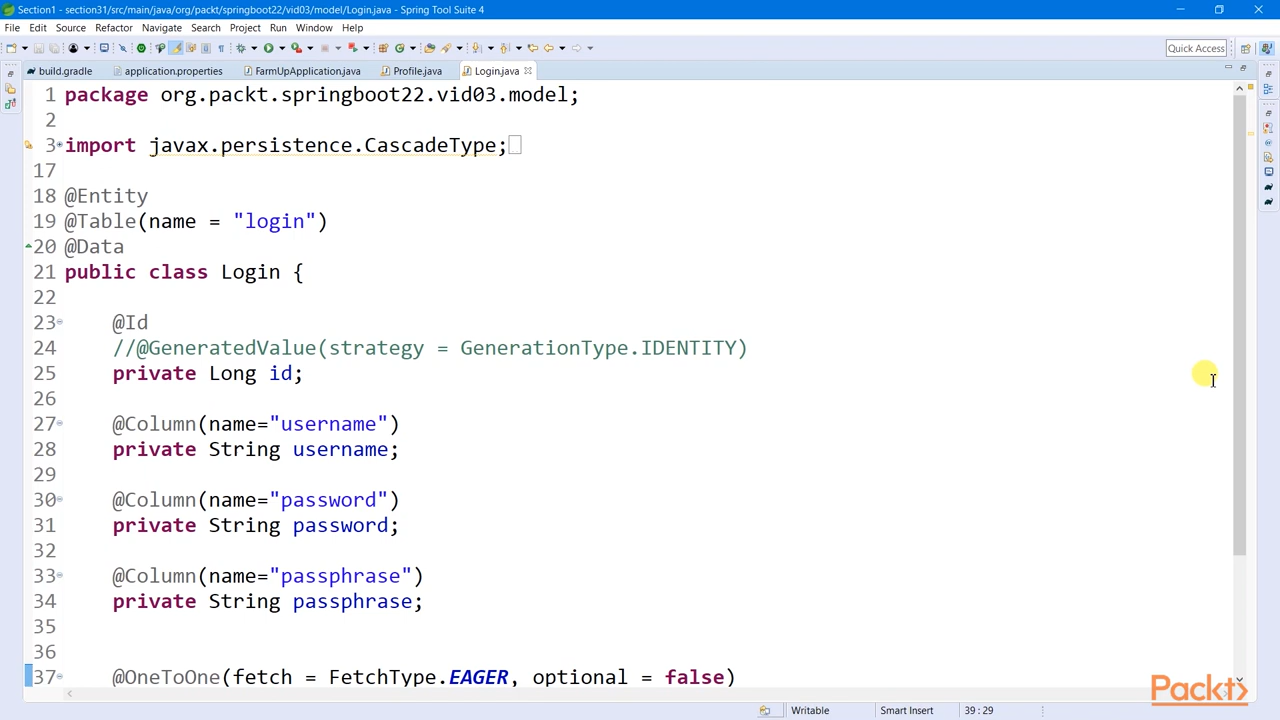 Section1 - section31/src/main/java/org/packt/springboot22/vid03/model/Login.java - Spring Tool Suite 4
File Edit Source Refactor Navigate Search Project Run Window Help
Quick Access
build.gradle application.properties FarmUpApplication.java Profile.java Login.java
1 package org.packt.springboot22.vid03.model;
2
3 import javax.persistence.CascadeType;
17
18 @Entity
19 @Table(name = "login")
20 @Data
21 public class Login {
22
23 @Id
24 //@GeneratedValue(strategy = GenerationType.IDENTITY)
25 private Long id;
26
27 @Column(name="username")
28 private String username;
29
30 @Column(name="password")
31 private String password;
32
33 @Column(name="passphrase")
34 private String passphrase;
35
36
37 @OneToOne(fetch = FetchType.EAGER, optional = false)
Packt>
Writable Smart Insert 39 : 29